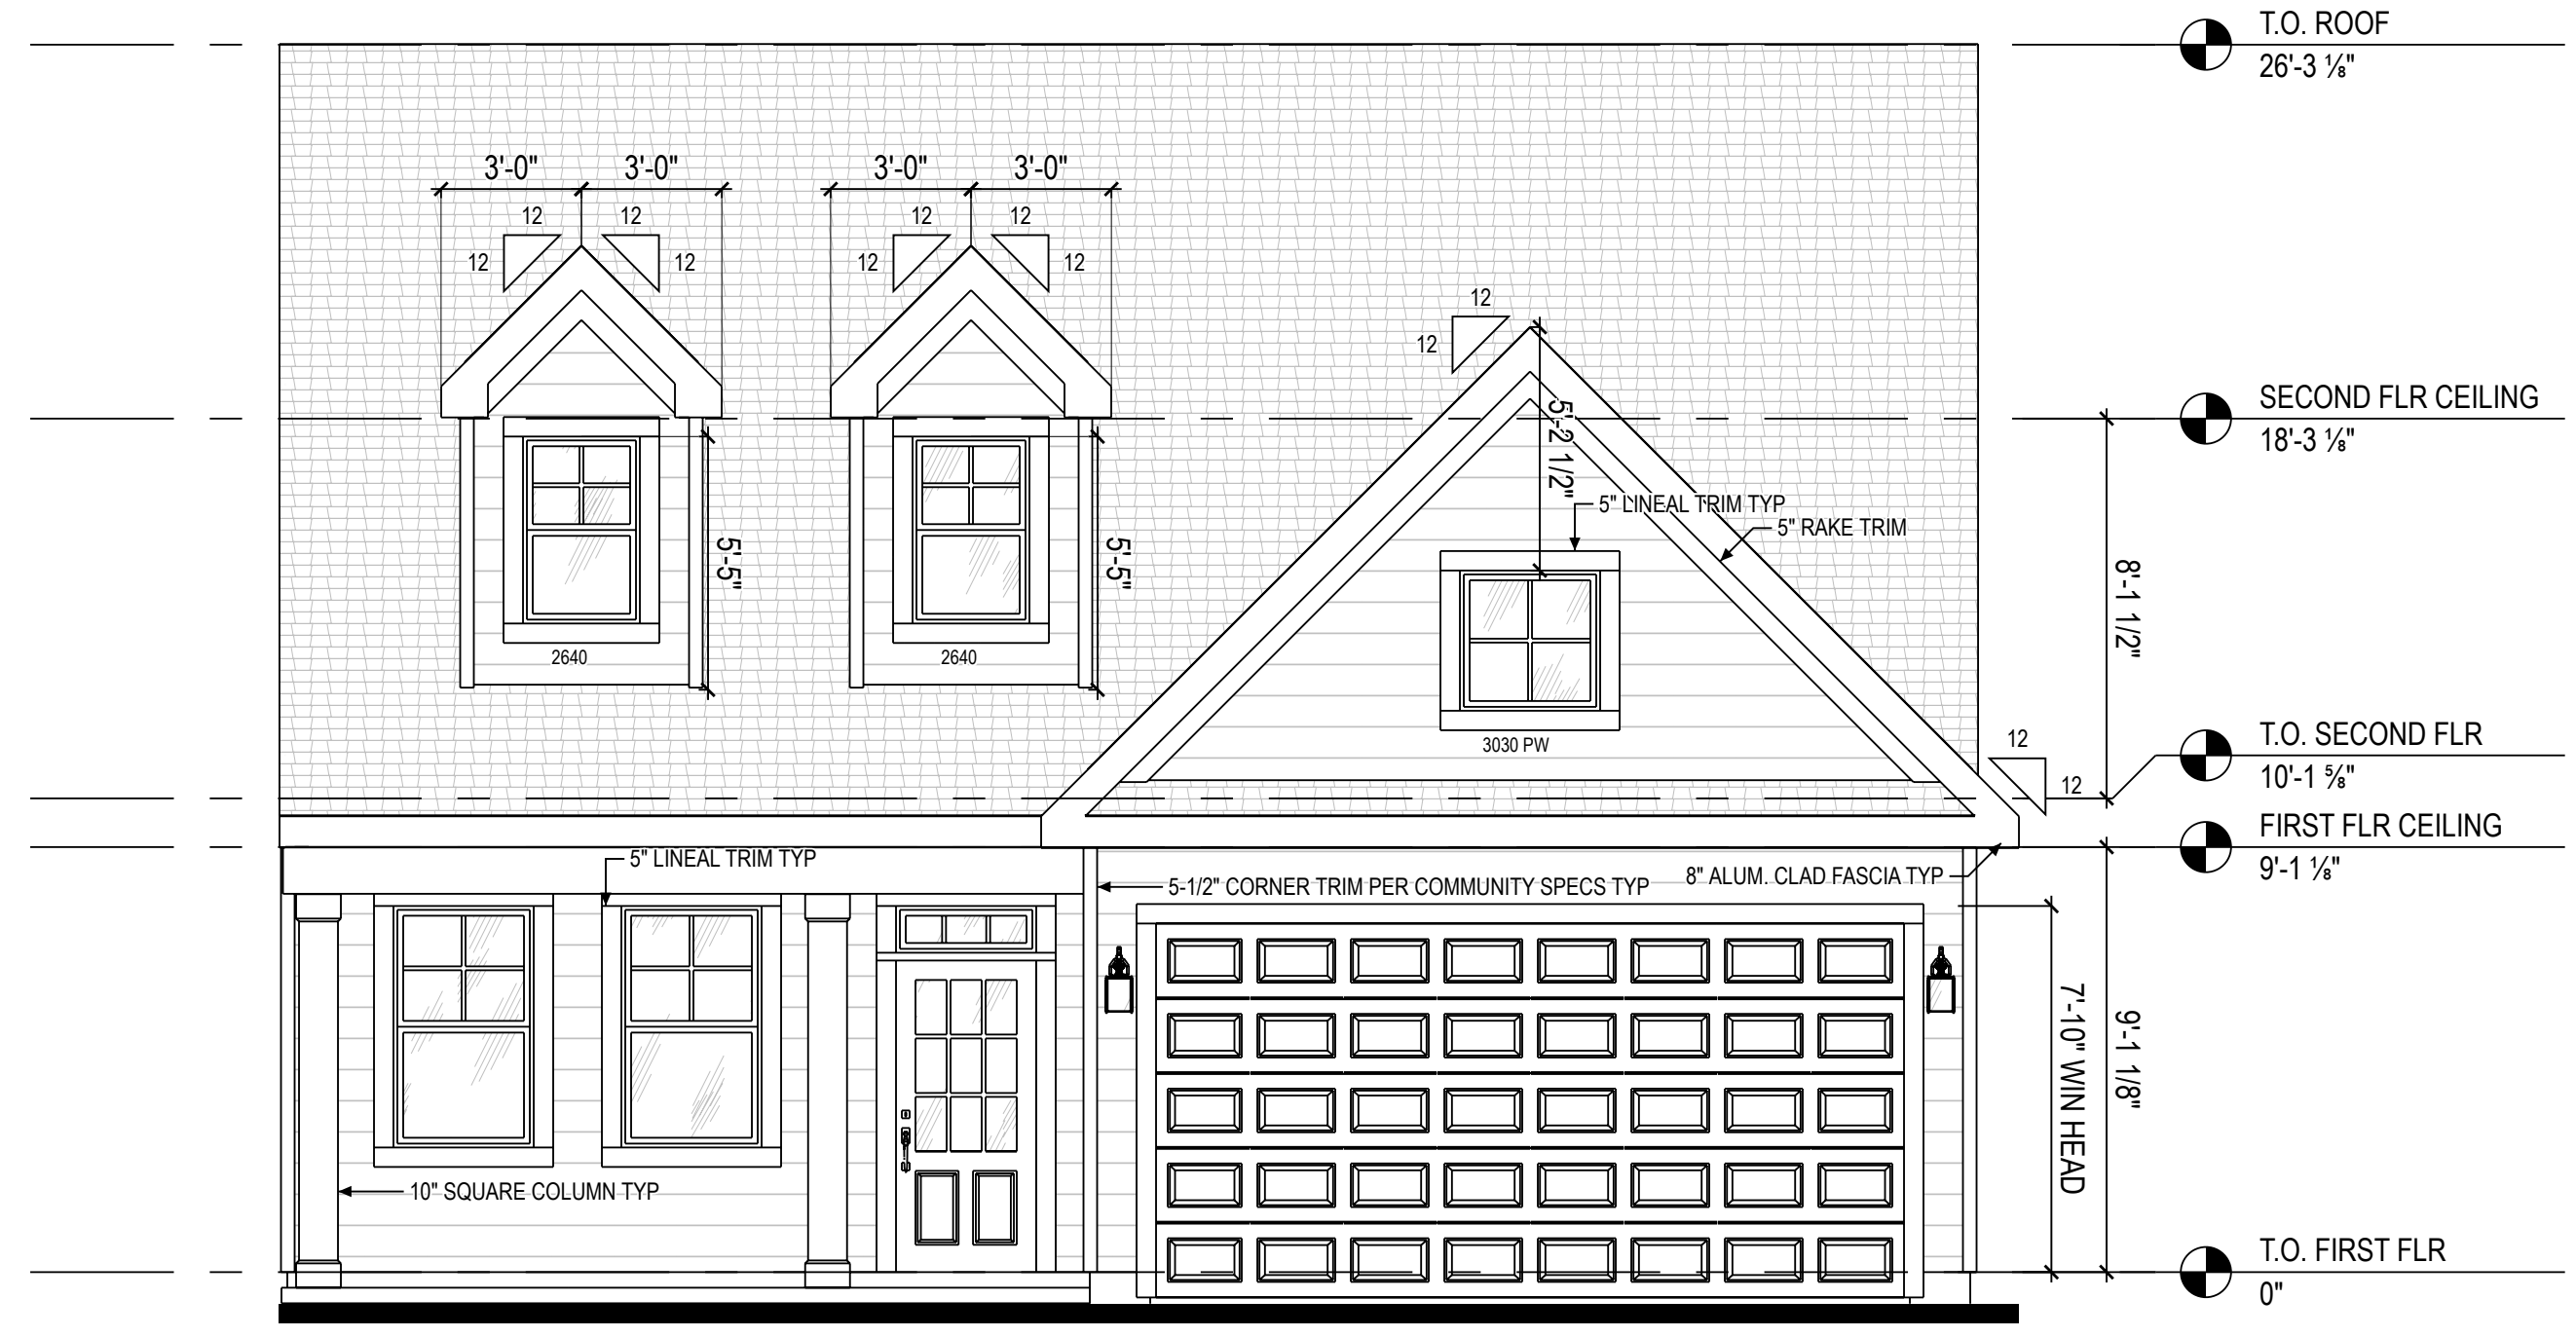 T.O. ROOF
26'-3 ⅛"
3'-0"
3'-0"
3'-0"
3'-0"
12
12
12
12
12
12
12
12
12
12
SECOND FLR CEILING
18'-3 ⅛"
5'-2 1/2"
5" LINEAL TRIM TYP
5" RAKE TRIM
5'-5"
5'-5"
8'-1 1/2"
2640
2640
3030 PW
12
12
T.O. SECOND FLR
10'-1 ⅝"
FIRST FLR CEILING
9'-1 ⅛"
5" LINEAL TRIM TYP
5-1/2" CORNER TRIM PER COMMUNITY SPECS TYP
8" ALUM. CLAD FASCIA TYP
7'-10" WIN HEAD
9'-1 1/8"
10" SQUARE COLUMN TYP
T.O. FIRST FLR
0"